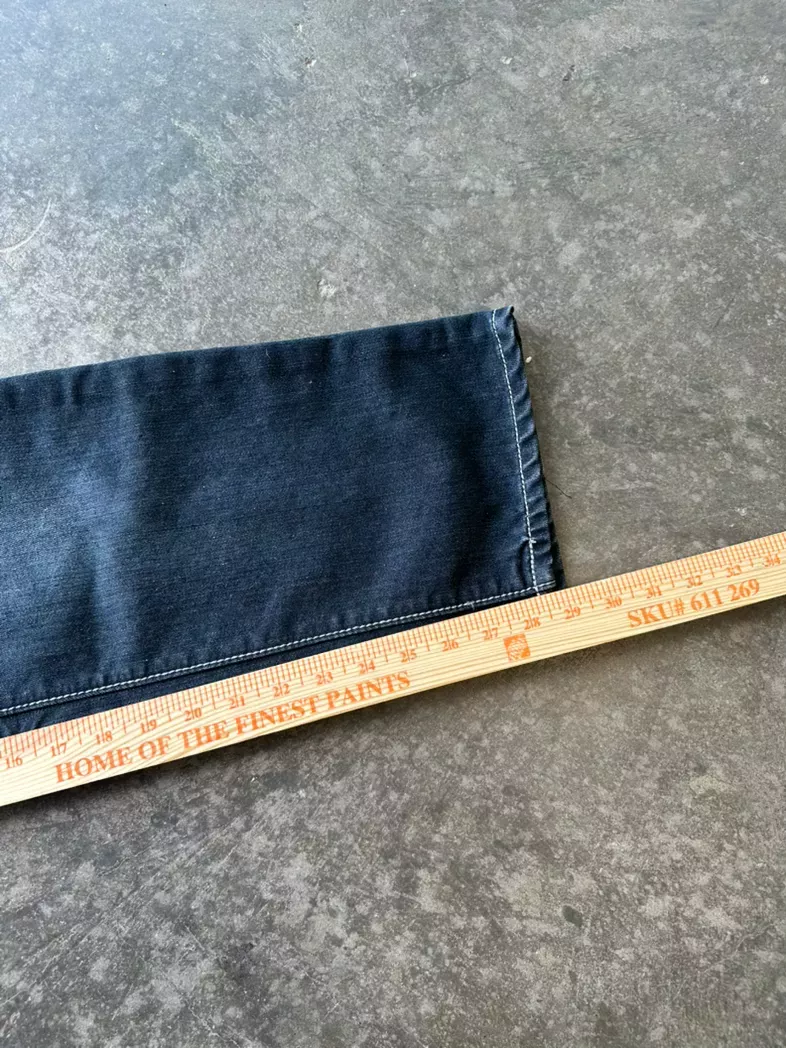 16 17 18 19 20 21 22 23 24 25 26 27 28 29 30 31 32 33 34
HOME OF THE FINEST PAINTS
SKU# 611 269